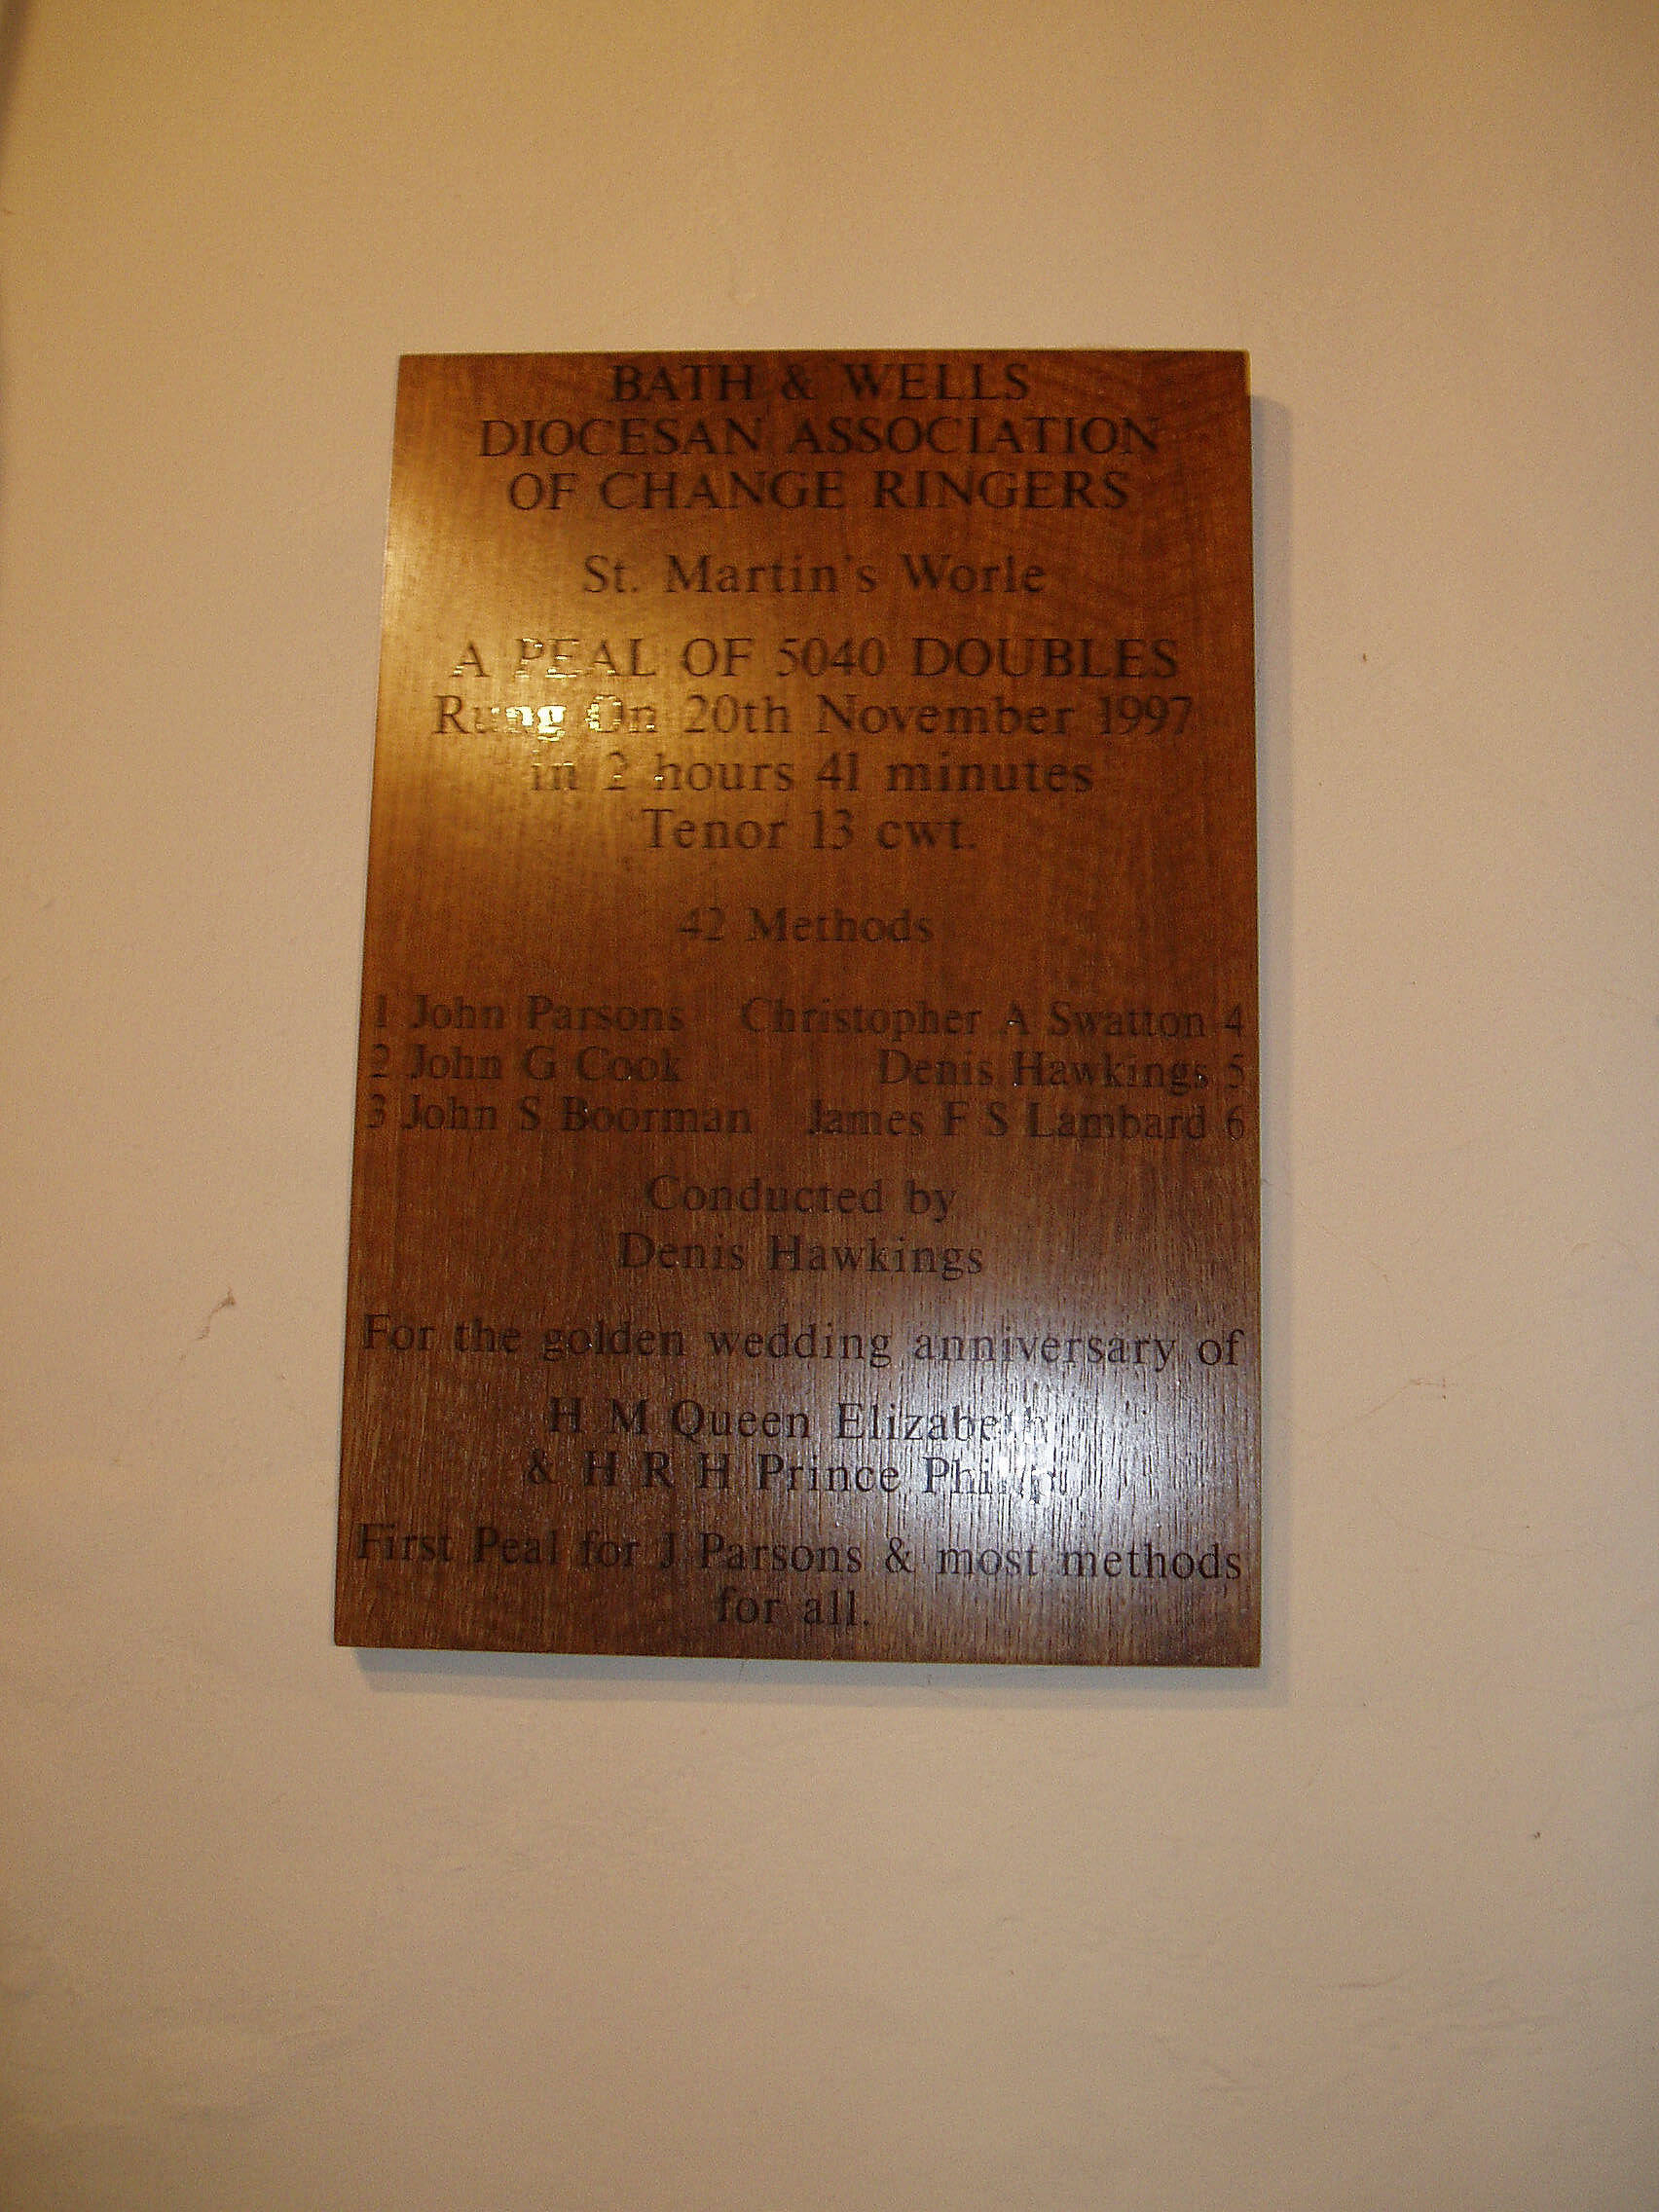 BATH & WELLS
DIOCESAN ASSOCIATION
OF CHANGE RINGERS
St. Martin's Worle
A PEAL OF 5040 DOUBLES
Rung On 20th November 1997
in 2 hours 41 minutes
Tenor 13 cwt.
42 Methods
1 John Parsons Christopher A Swatton 4
2 John G Cook Denis Hawkings 5
3 John S Boorman James F S Lambard 6
Conducted by
Denis Hawkings
For the golden wedding anniversary of
H M Queen Elizabeth
& H R H Prince Philip
First Peal for J Parsons & most methods
for all.